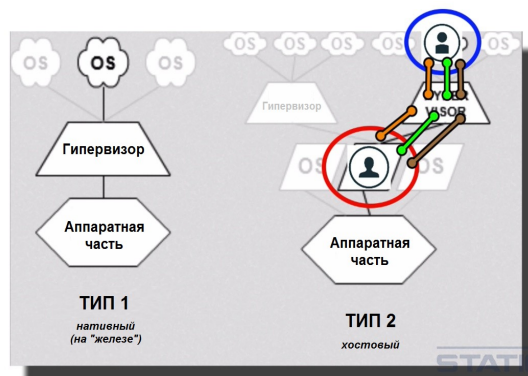 OS
OS
OS
OS
OS
OS
OS
Гипервизор
Гипервизор
VISOR
OS
OS
Аппаратная
часть
Аппаратная
часть
ТИП 1
нативный
(на "железе")
ТИП 2
хостовый